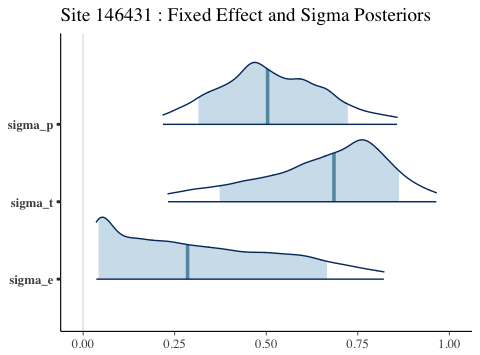 Site 146431 : Fixed Effect and Sigma Posteriors
sigma_p
sigma_t
sigma_e
0.00 0.25 0.50 0.75 1.00